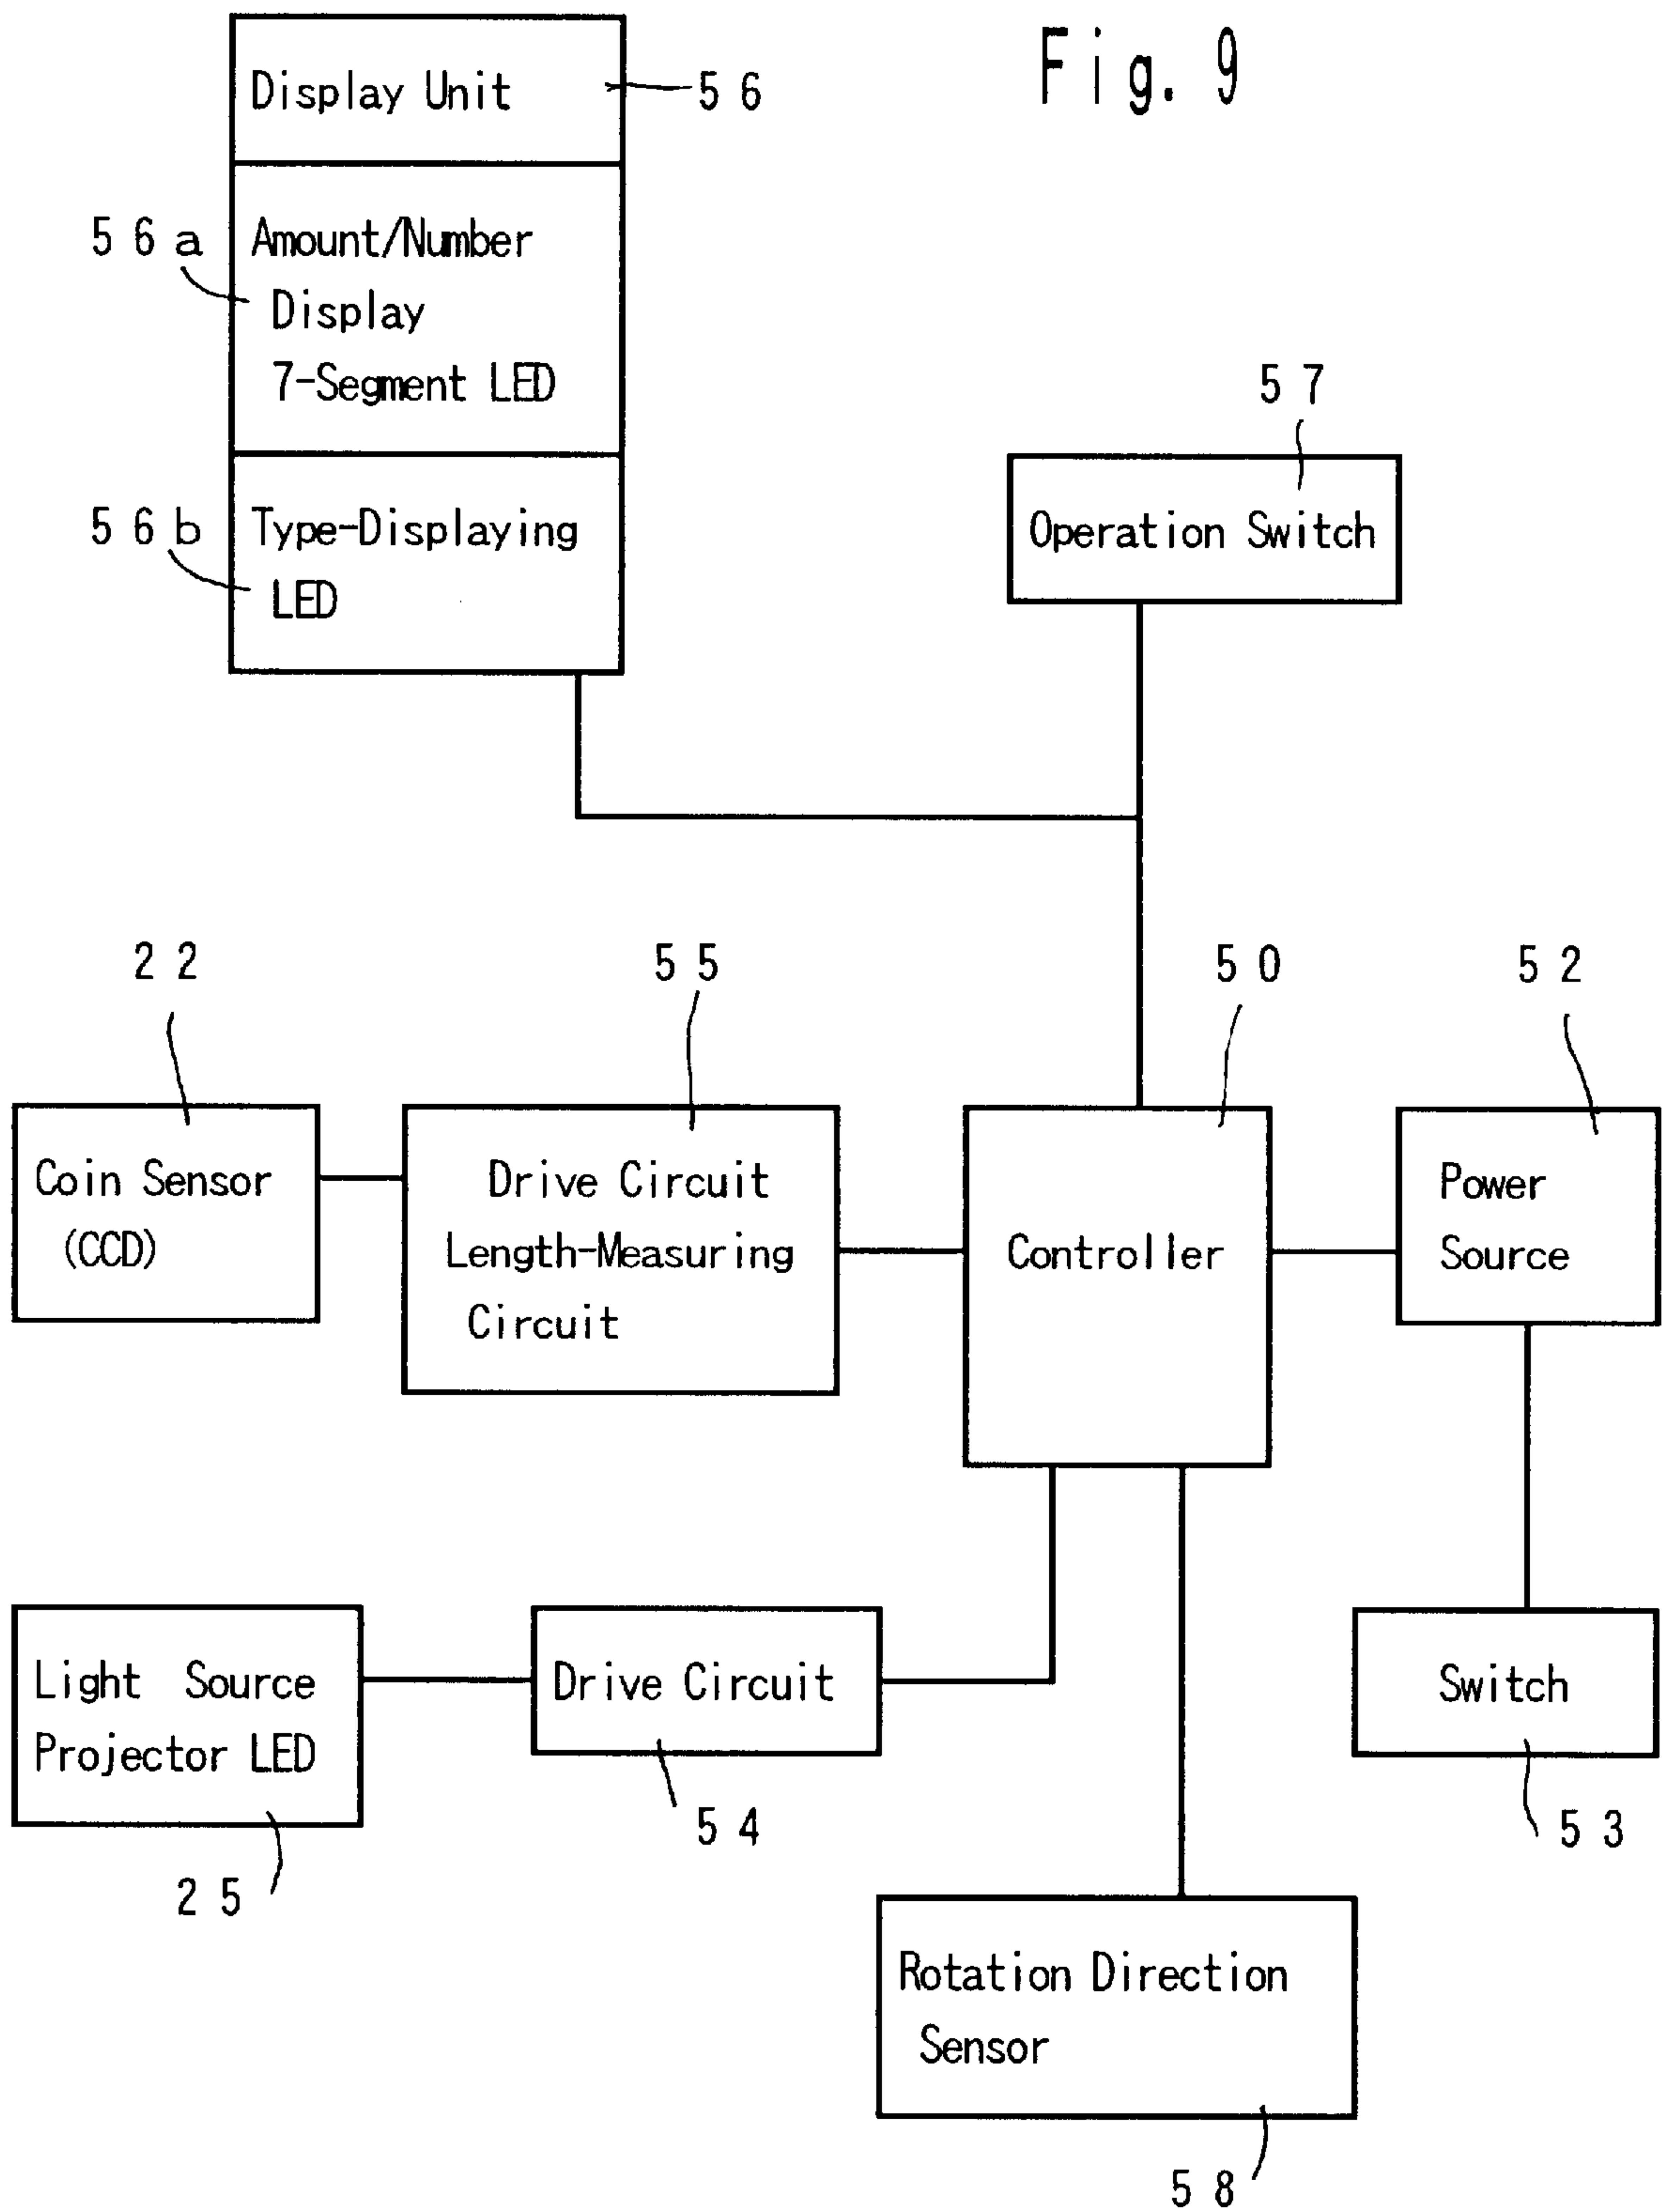 Fig. 9
Display Unit
56
56a
Amount/Number
Display
7-Segment LED
56b
Type-Displaying
LED
57
Operation Switch
22
Coin Sensor
(CCD)
55
Drive Circuit
Length-Measuring
Circuit
50
Controller
52
Power
Source
Light Source
Projector LED
25
Drive Circuit
54
Switch
53
Rotation Direction
Sensor
58